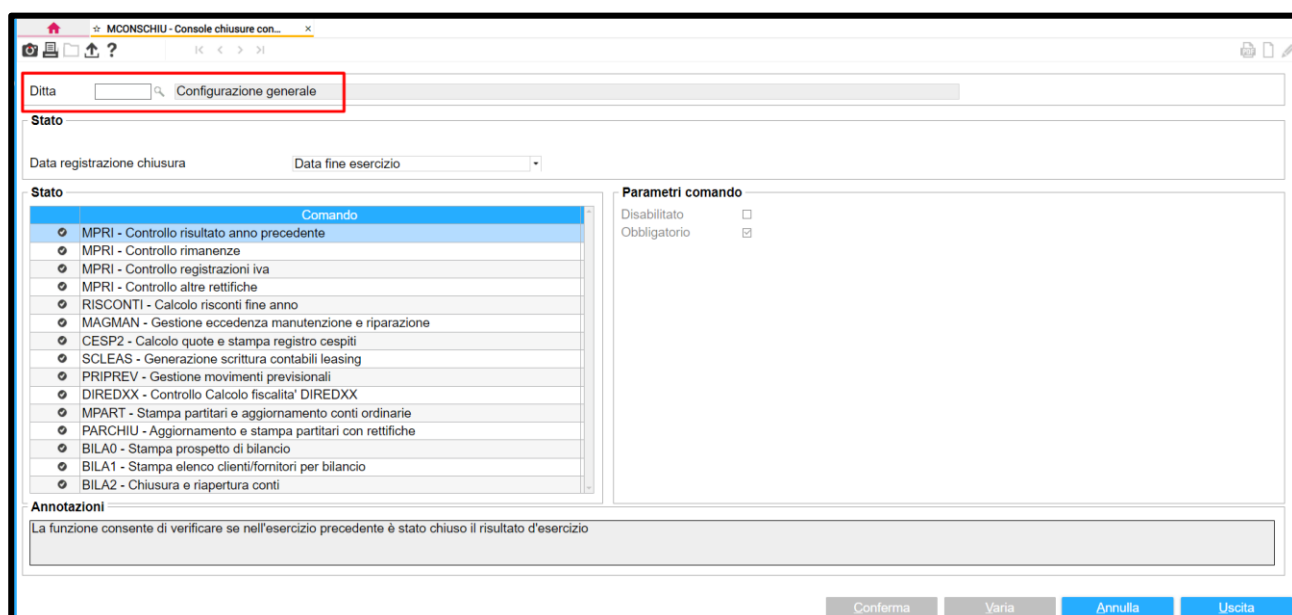 MCONSCHIU - Console chiusure con... ×
?
Ditta Configurazione generale
Stato
Data registrazione chiusura Data fine esercizio
Stato
Comando
MPRI - Controllo risultato anno precedente
MPRI - Controllo rimanenze
MPRI - Controllo registrazioni iva
MPRI - Controllo altre rettifiche
RISCONTI - Calcolo risconti fine anno
MAGMAN - Gestione eccedenza manutenzione e riparazione
CESP2 - Calcolo quote e stampa registro cespiti
SCLEAS - Generazione scrittura contabili leasing
PRIPREV - Gestione movimenti previsionali
DIREDXX - Controllo Calcolo fiscalita' DIREDXX
MPART - Stampa partitari e aggiornamento conti ordinarie
PARCHIU - Aggiornamento e stampa partitari con rettifiche
BILA0 - Stampa prospetto di bilancio
BILA1 - Stampa elenco clienti/fornitori per bilancio
BILA2 - Chiusura e riapertura conti
Parametri comando
Disabilitato
Obbligatorio
Annotazioni
La funzione consente di verificare se nell'esercizio precedente è stato chiuso il risultato d'esercizio
Conferma Varia Annulla Uscita